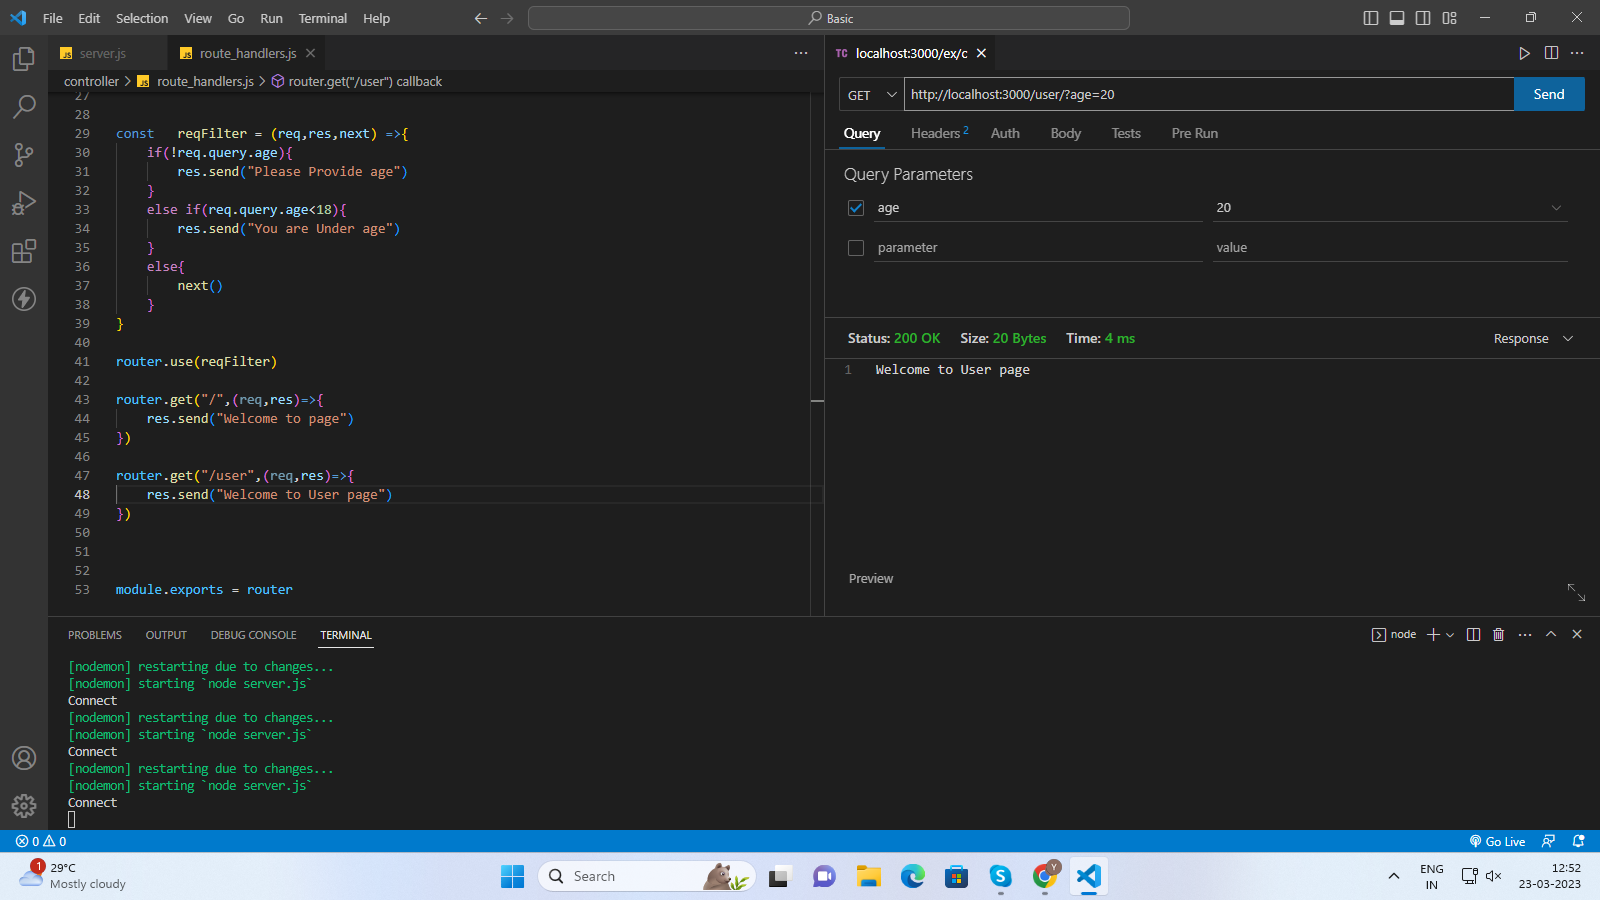 File Edit Selection View Go Run Terminal Help
Basic
JS server.js
JS route_handlers.js
controller > JS route_handlers.js > router.get("/user") callback
27
28
29 const   reqFilter = (req,res,next) =>{
30     if(!req.query.age){
31         res.send("Please Provide age")
32     }
33     else if(req.query.age<18){
34         res.send("You are Under age")
35     }
36     else{
37         next()
38     }
39 }
40
41 router.use(reqFilter)
42
43 router.get("/",(req,res)=>{
44     res.send("Welcome to page")
45 })
46
47 router.get("/user",(req,res)=>{
48     res.send("Welcome to User page")
49 })
50
51
52
53 module.exports = router
TC localhost:3000/ex/c
GET http://localhost:3000/user/?age=20 Send
Query Headers 2 Auth Body Tests Pre Run
Query Parameters
age 20
parameter value
Status: 200 OK Size: 20 Bytes Time: 4 ms Response
1 Welcome to User page
Preview
PROBLEMS OUTPUT DEBUG CONSOLE TERMINAL
node
[nodemon] restarting due to changes...
[nodemon] starting `node server.js`
Connect
[nodemon] restarting due to changes...
[nodemon] starting `node server.js`
Connect
[nodemon] restarting due to changes...
[nodemon] starting `node server.js`
Connect
0 0
Go Live
1
29°C
Mostly cloudy
Search
Y
ENG
IN
12:52
23-03-2023